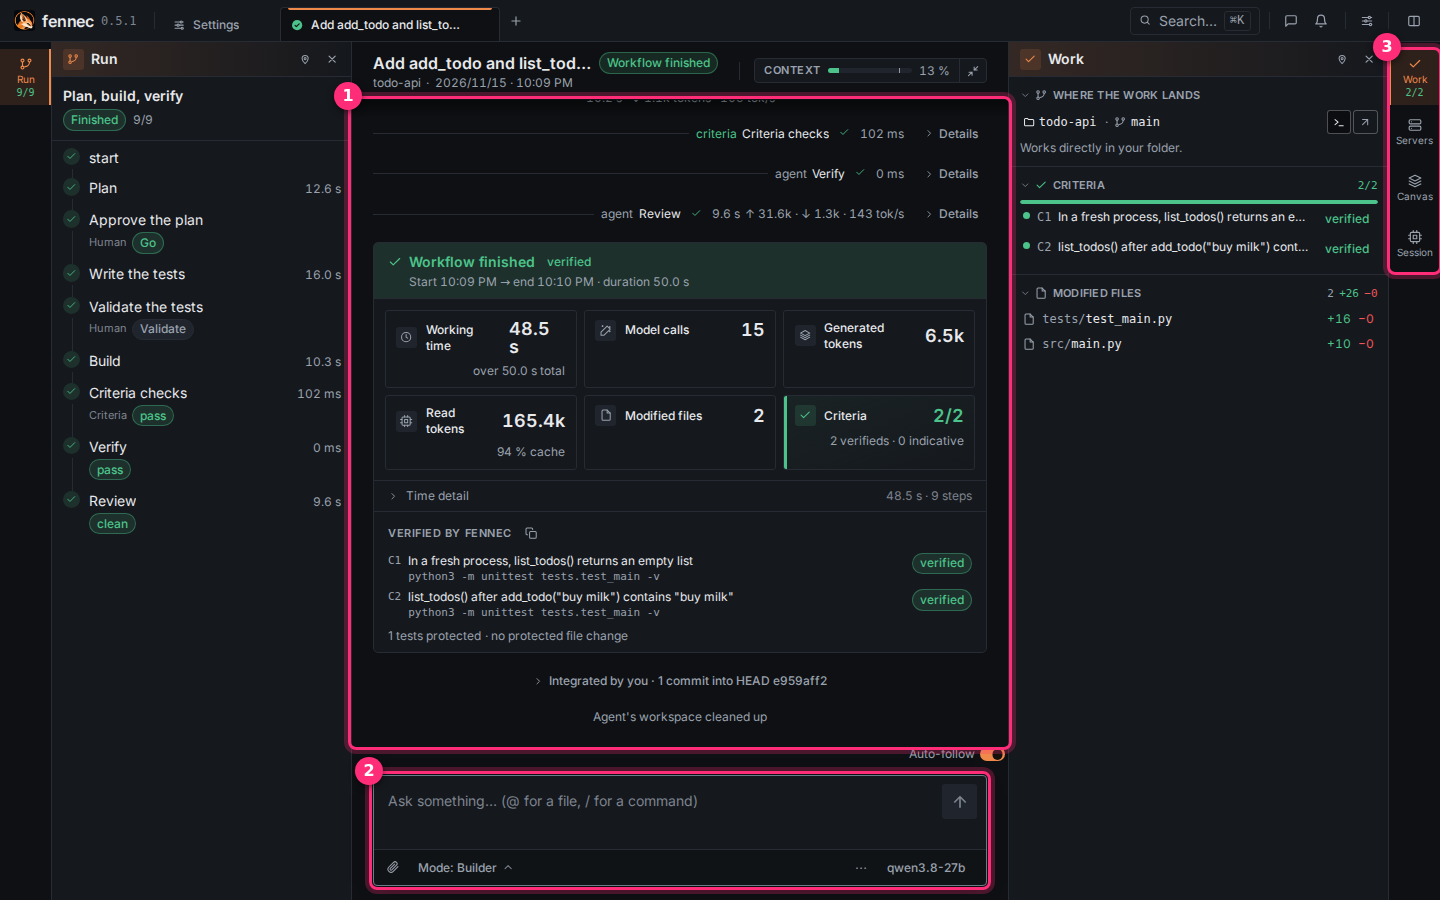 fennec 0.5.1
Settings
Add add_todo and list_to...
Search... ⌘K
Run
9/9
Run
Plan, build, verify
Finished 9/9
start
Plan 12.6 s
Approve the plan
Human Go
Write the tests 16.0 s
Validate the tests
Human Validate
Build 10.3 s
Criteria checks 102 ms
Criteria pass
Verify 0 ms
pass
Review 9.6 s
clean
Add add_todo and list_tod... Workflow finished
todo-api · 2026/11/15 · 10:09 PM
CONTEXT 13 %
1
criteria Criteria checks 102 ms Details
agent Verify 0 ms Details
agent Review 9.6 s ↑ 31.6k · ↓ 1.3k · 143 tok/s Details
Workflow finished verified
Start 10:09 PM → end 10:10 PM · duration 50.0 s
Working time 48.5 s
over 50.0 s total
Model calls 15
Generated tokens 6.5k
Read tokens 165.4k
94 % cache
Modified files 2
Criteria 2/2
2 verifieds · 0 indicative
Time detail 48.5 s · 9 steps
VERIFIED BY FENNEC
C1 In a fresh process, list_todos() returns an empty list verified
python3 -m unittest tests.test_main -v
C2 list_todos() after add_todo("buy milk") contains "buy milk" verified
python3 -m unittest tests.test_main -v
1 tests protected · no protected file change
Integrated by you · 1 commit into HEAD e959aff2
Agent's workspace cleaned up
Auto-follow
2
Ask something... (@ for a file, / for a command)
Mode: Builder
··· qwen3.8-27b
Work
WHERE THE WORK LANDS
todo-api · main
Works directly in your folder.
CRITERIA 2/2
C1 In a fresh process, list_todos() returns an e... verified
C2 list_todos() after add_todo("buy milk") cont... verified
MODIFIED FILES 2 +26 −0
tests/test_main.py +16 −0
src/main.py +10 −0
3
Work
2/2
Servers
Canvas
Session